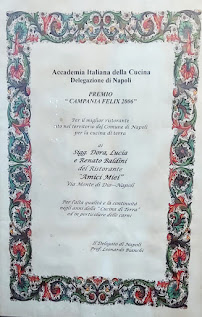 Accademia Italiana della Cucina
Delegazione di Napoli
PREMIO
"CAMPANIA FELIX 2006"
Per il miglior ristorante
sito nel territorio del Comune di Napoli
per la cucina di terra
ai
Sigg. Dora, Lucia
e Renato Baldini
del Ristorante
"Amici Miei"
Via Monte di Dio-Napoli
Per l'alta qualità e la continuità
negli anni della "Cucina di Terra"
ed in particolare delle carni
Il Delegato di Napoli
Prof. Leonardo Bianchi